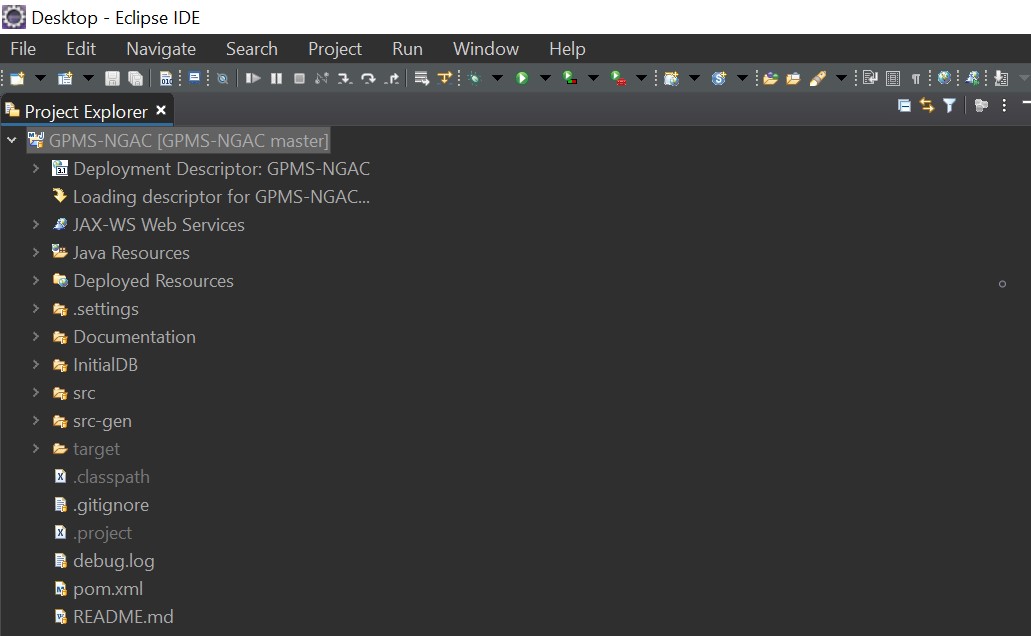 Desktop - Eclipse IDE
File Edit Navigate Search Project Run Window Help
Project Explorer
GPMS-NGAC [GPMS-NGAC master]
Deployment Descriptor: GPMS-NGAC
Loading descriptor for GPMS-NGAC...
JAX-WS Web Services
Java Resources
Deployed Resources
.settings
Documentation
InitialDB
src
src-gen
target
.classpath
.gitignore
.project
debug.log
pom.xml
README.md